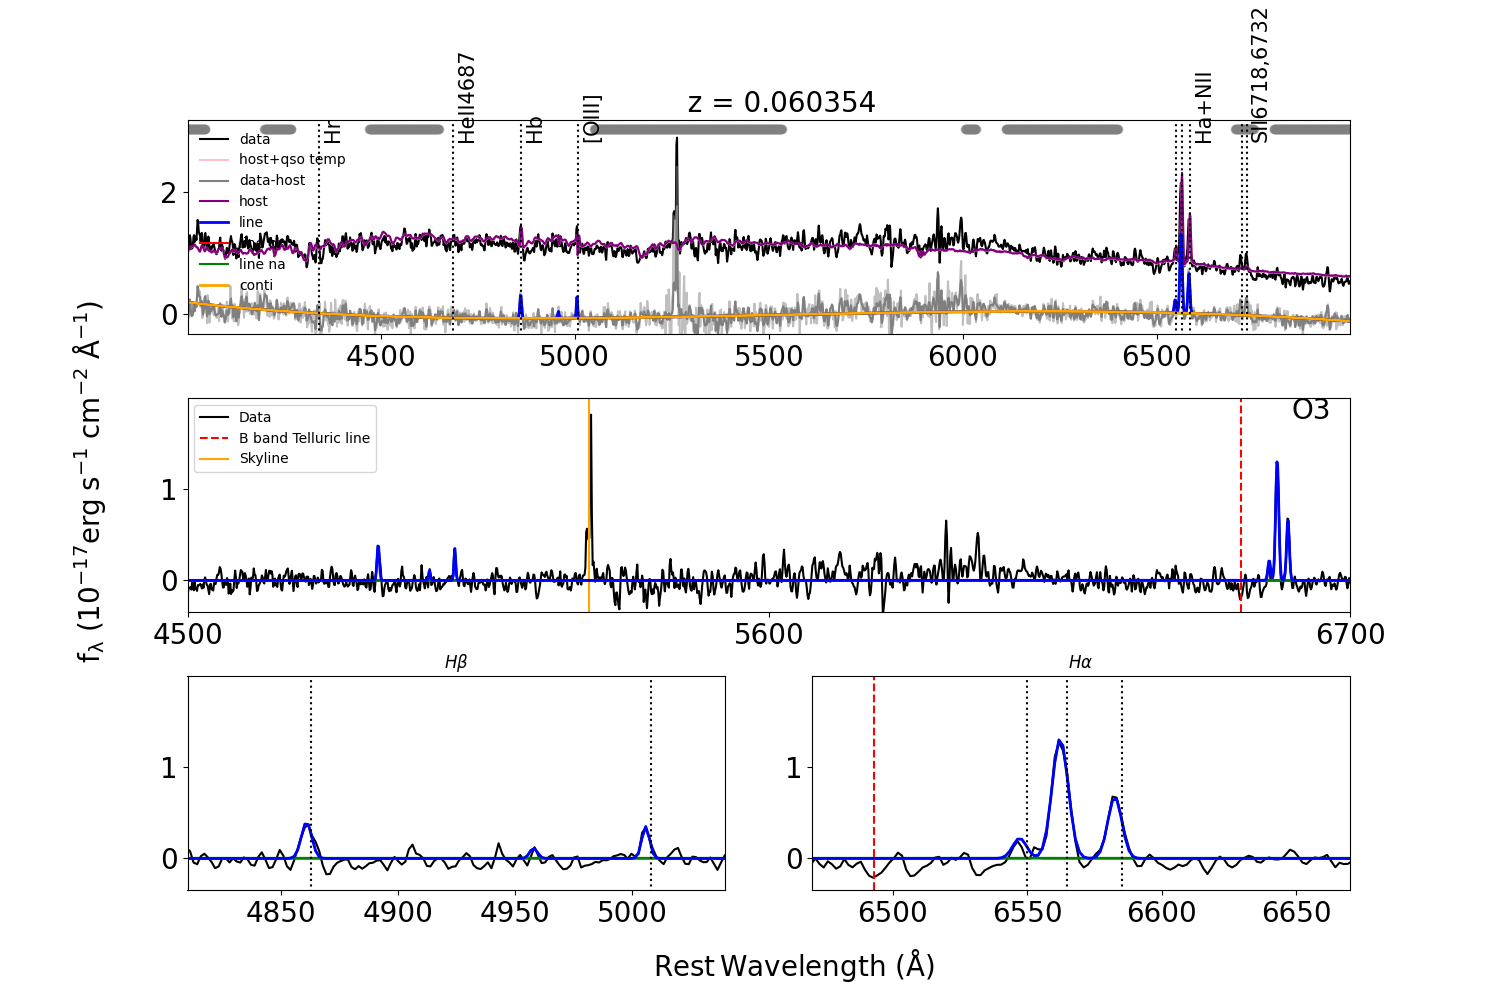 z = 0.060354
Hr
HeII4687
Hb
[OIII]
Ha+NII
SII6718,6732
data
host+qso temp
data-host
host
line
line na
conti
2
0
4500 5000 5500 6000 6500
fλ (10⁻¹⁷erg s⁻¹ cm⁻² Å⁻¹)
Data
B band Telluric line
Skyline
O3
1
0
4500 5600 6700
Hβ
1
0
4850 4900 4950 5000
Hα
1
0
6500 6550 6600 6650
Rest Wavelength (Å)